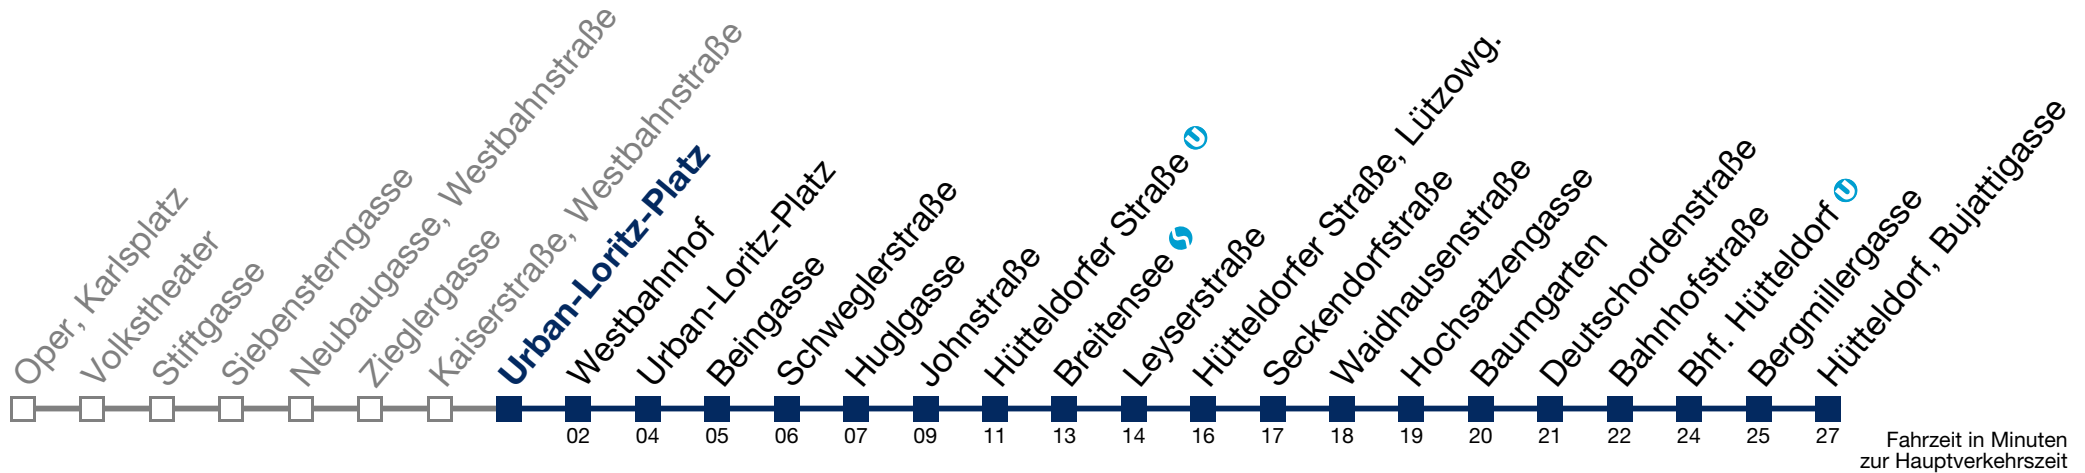 Oper, Karlsplatz
Volkstheater
Stiftgasse
Siebensterngasse
Neubaugasse, Westbahnstraße
Zieglergasse
Kaiserstraße, Westbahnstraße
Urban-Loritz-Platz
Westbahnhof
Urban-Loritz-Platz
Beingasse
Schweglerstraße
Huglgasse
Johnstraße
Hütteldorfer Straße U
Breitensee S
Leyserstraße
Hütteldorfer Straße, Lützowg.
Seckendorfstraße
Waidhausenstraße
Hochsatzengasse
Baumgarten
Deutschordenstraße
Bahnhofstraße
Bhf. Hütteldorf U
Bergmillergasse
Hütteldorf, Bujattigasse
02 04 05 06 07 09 11 13 14 16 17 18 19 20 21 22 24 25 27
Fahrzeit in Minuten
zur Hauptverkehrszeit